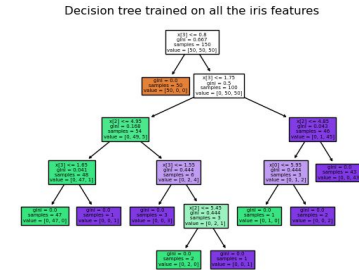 Decision tree trained on all the iris features
x[3] <= 0.8
gini = 0.667
samples = 150
value = [50, 50, 50]
gini = 0.0
samples = 50
value = [50, 0, 0]
x[3] <= 1.75
gini = 0.5
samples = 100
value = [0, 50, 50]
x[2] <= 4.95
gini = 0.168
samples = 54
value = [0, 49, 5]
x[2] <= 4.85
gini = 0.043
samples = 46
value = [0, 1, 45]
x[3] <= 1.65
gini = 0.041
samples = 48
value = [0, 47, 1]
x[3] <= 1.55
gini = 0.444
samples = 6
value = [0, 2, 4]
x[0] <= 5.95
gini = 0.444
samples = 3
value = [0, 1, 2]
gini = 0.0
samples = 43
value = [0, 0, 43]
gini = 0.0
samples = 47
value = [0, 47, 0]
gini = 0.0
samples = 1
value = [0, 0, 1]
gini = 0.0
samples = 3
value = [0, 0, 3]
x[2] <= 5.45
gini = 0.444
samples = 3
value = [0, 2, 1]
gini = 0.0
samples = 1
value = [0, 1, 0]
gini = 0.0
samples = 2
value = [0, 0, 2]
gini = 0.0
samples = 2
value = [0, 2, 0]
gini = 0.0
samples = 1
value = [0, 0, 1]